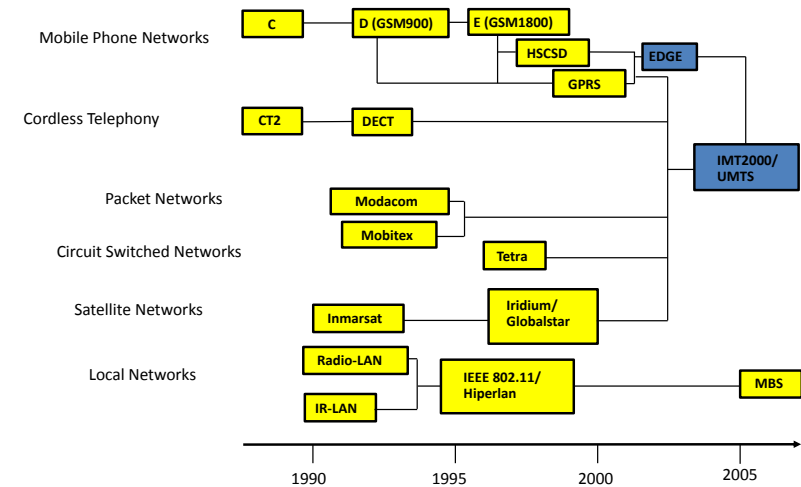 Mobile Phone Networks
C
D (GSM900)
E (GSM1800)
HSCSD
EDGE
GPRS
Cordless Telephony
CT2
DECT
IMT2000/
UMTS
Packet Networks
Modacom
Mobitex
Circuit Switched Networks
Tetra
Satellite Networks
Inmarsat
Iridium/
Globalstar
Local Networks
Radio-LAN
IR-LAN
IEEE 802.11/
Hiperlan
MBS
1990
1995
2000
2005